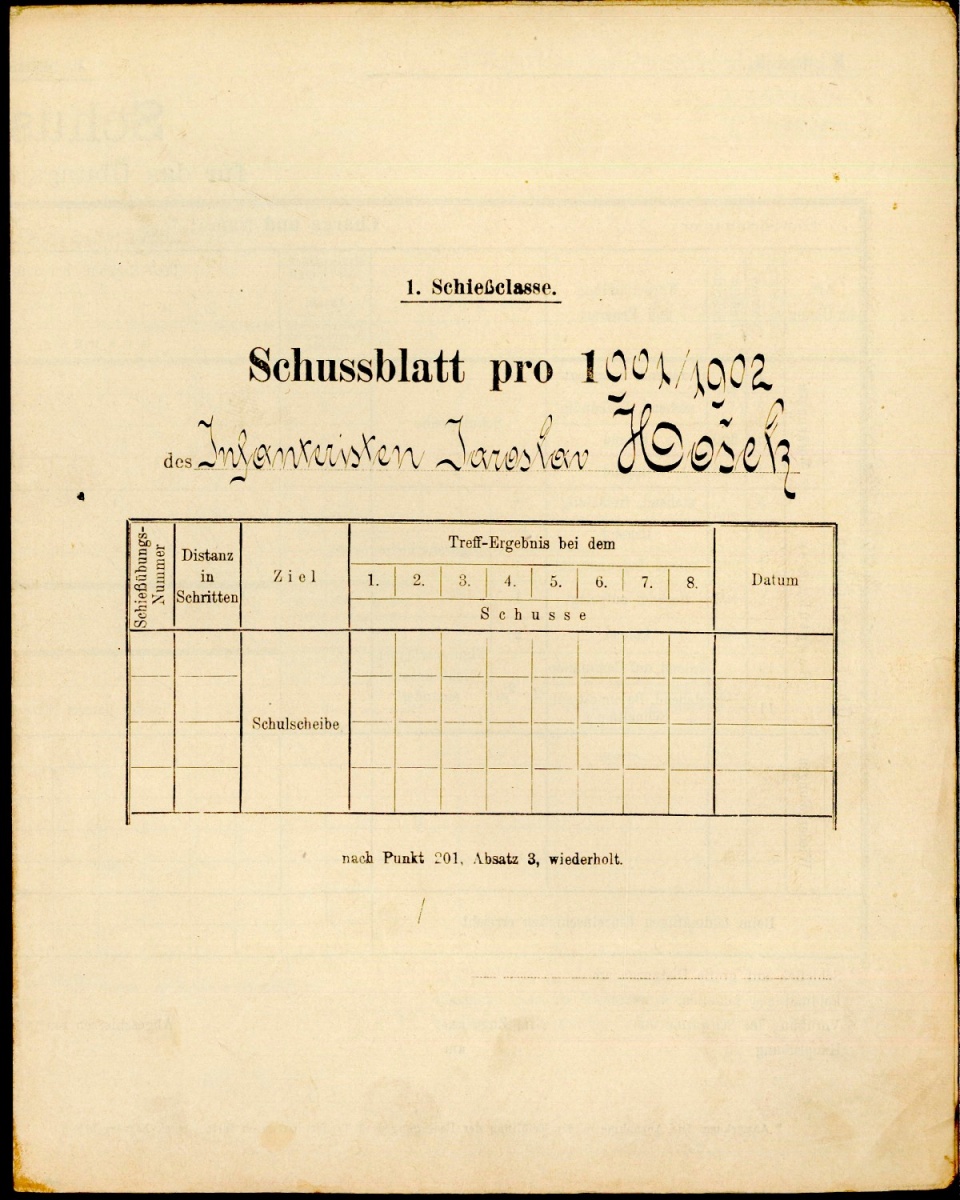 1. Schießclasse.
Schussblatt pro 1901/1902
des Infanteristen Jaroslav Hošek
Schießübungs-Nummer
Distanz in Schritten
Ziel
Treff-Ergebnis bei dem
1. 2. 3. 4. 5. 6. 7. 8.
Schusse
Datum
Schulscheibe
nach Punkt 201, Absatz 3, wiederholt.